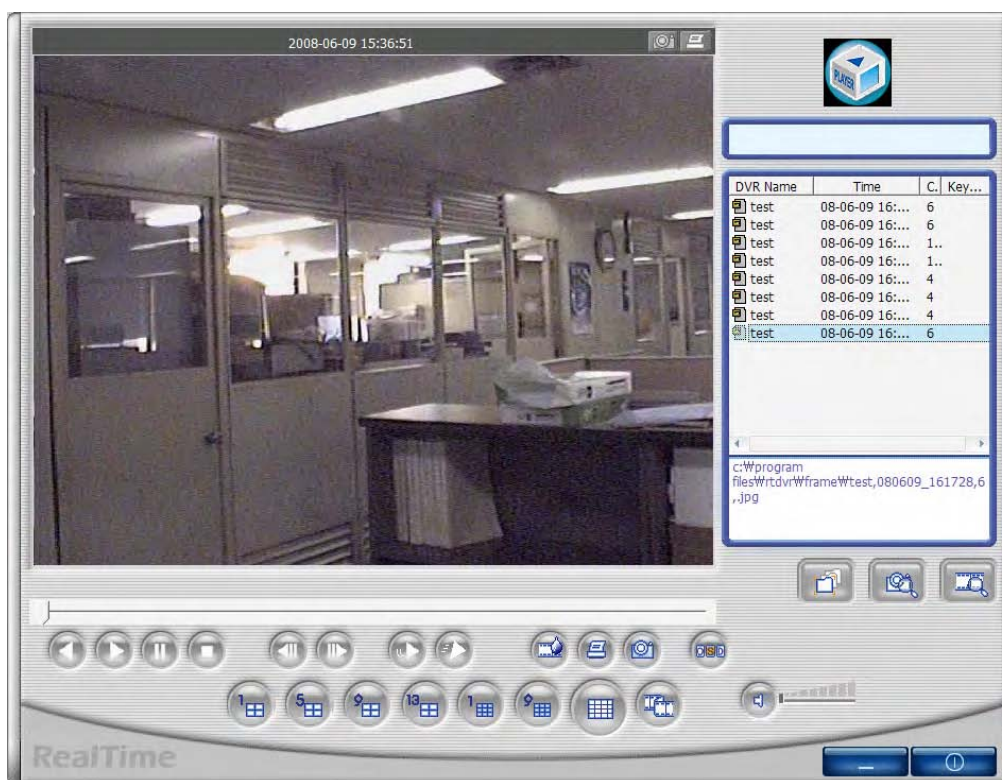 2008-06-09 15:36:51
PLAYER
DVR Name Time C. Key...
test 08-06-09 16:... 6
test 08-06-09 16:... 6
test 08-06-09 16:... 1..
test 08-06-09 16:... 1..
test 08-06-09 16:... 4
test 08-06-09 16:... 4
test 08-06-09 16:... 4
test 08-06-09 16:... 6
c:₩program
files₩rtdvr₩frame₩test,080609_161728,6
,.jpg
DSD
1 5 9 13 1 9
RealTime